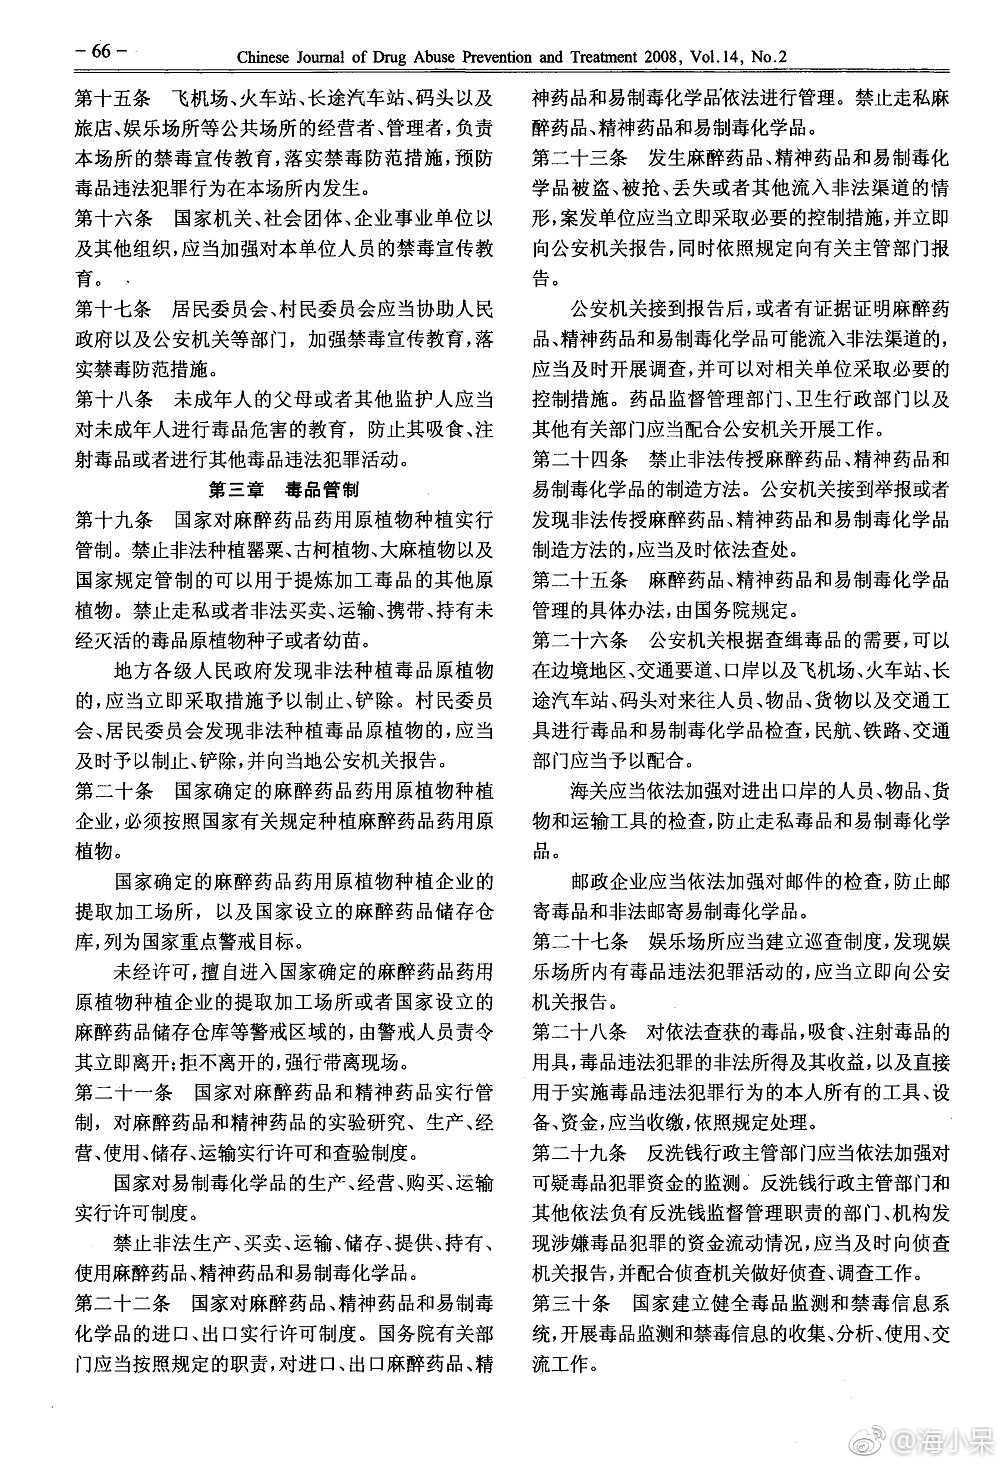 - 66 -
Chinese Journal of Drug Abuse Prevention and Treatment 2008, Vol.14, No.2
第十五条　飞机场、火车站、长途汽车站、码头以及
旅店、娱乐场所等公共场所的经营者、管理者，负责
本场所的禁毒宣传教育，落实禁毒防范措施，预防
毒品违法犯罪行为在本场所内发生。
第十六条　国家机关、社会团体、企业事业单位以
及其他组织，应当加强对本单位人员的禁毒宣传教
育。
第十七条　居民委员会、村民委员会应当协助人民
政府以及公安机关等部门，加强禁毒宣传教育，落
实禁毒防范措施。
第十八条　未成年人的父母或者其他监护人应当
对未成年人进行毒品危害的教育，防止其吸食、注
射毒品或者进行其他毒品违法犯罪活动。
第三章　毒品管制
第十九条　国家对麻醉药品药用原植物种植实行
管制。禁止非法种植罂粟、古柯植物、大麻植物以及
国家规定管制的可以用于提炼加工毒品的其他原
植物。禁止走私或者非法买卖、运输、携带、持有未
经灭活的毒品原植物种子或者幼苗。
地方各级人民政府发现非法种植毒品原植物
的，应当立即采取措施予以制止、铲除。村民委员
会、居民委员会发现非法种植毒品原植物的，应当
及时予以制止、铲除，并向当地公安机关报告。
第二十条　国家确定的麻醉药品药用原植物种植
企业，必须按照国家有关规定种植麻醉药品药用原
植物。
国家确定的麻醉药品药用原植物种植企业的
提取加工场所，以及国家设立的麻醉药品储存仓
库，列为国家重点警戒目标。
未经许可，擅自进入国家确定的麻醉药品药用
原植物种植企业的提取加工场所或者国家设立的
麻醉药品储存仓库等警戒区域的，由警戒人员责令
其立即离开；拒不离开的，强行带离现场。
第二十一条　国家对麻醉药品和精神药品实行管
制，对麻醉药品和精神药品的实验研究、生产、经
营、使用、储存、运输实行许可和查验制度。
国家对易制毒化学品的生产、经营、购买、运输
实行许可制度。
禁止非法生产、买卖、运输、储存、提供、持有、
使用麻醉药品、精神药品和易制毒化学品。
第二十二条　国家对麻醉药品、精神药品和易制毒
化学品的进口、出口实行许可制度。国务院有关部
门应当按照规定的职责，对进口、出口麻醉药品、精
神药品和易制毒化学品依法进行管理。禁止走私麻
醉药品、精神药品和易制毒化学品。
第二十三条　发生麻醉药品、精神药品和易制毒化
学品被盗、被抢、丢失或者其他流入非法渠道的情
形，案发单位应当立即采取必要的控制措施，并立即
向公安机关报告，同时依照规定向有关主管部门报
告。
公安机关接到报告后，或者有证据证明麻醉药
品、精神药品和易制毒化学品可能流入非法渠道的，
应当及时开展调查，并可以对相关单位采取必要的
控制措施。药品监督管理部门、卫生行政部门以及
其他有关部门应当配合公安机关开展工作。
第二十四条　禁止非法传授麻醉药品、精神药品和
易制毒化学品的制造方法。公安机关接到举报或者
发现非法传授麻醉药品、精神药品和易制毒化学品
制造方法的，应当及时依法查处。
第二十五条　麻醉药品、精神药品和易制毒化学品
管理的具体办法，由国务院规定。
第二十六条　公安机关根据查缉毒品的需要，可以
在边境地区、交通要道、口岸以及飞机场、火车站、长
途汽车站、码头对来往人员、物品、货物以及交通工
具进行毒品和易制毒化学品检查，民航、铁路、交通
部门应当予以配合。
海关应当依法加强对进出口岸的人员、物品、货
物和运输工具的检查，防止走私毒品和易制毒化学
品。
邮政企业应当依法加强对邮件的检查，防止邮
寄毒品和非法邮寄易制毒化学品。
第二十七条　娱乐场所应当建立巡查制度，发现娱
乐场所内有毒品违法犯罪活动的，应当立即向公安
机关报告。
第二十八条　对依法查获的毒品，吸食、注射毒品的
用具，毒品违法犯罪的非法所得及其收益，以及直接
用于实施毒品违法犯罪行为的本人所有的工具、设
备、资金，应当收缴，依照规定处理。
第二十九条　反洗钱行政主管部门应当依法加强对
可疑毒品犯罪资金的监测。反洗钱行政主管部门和
其他依法负有反洗钱监督管理职责的部门、机构发
现涉嫌毒品犯罪的资金流动情况，应当及时向侦查
机关报告，并配合侦查机关做好侦查、调查工作。
第三十条　国家建立健全毒品监测和禁毒信息系
统，开展毒品监测和禁毒信息的收集、分析、使用、交
流工作。
@海小呆